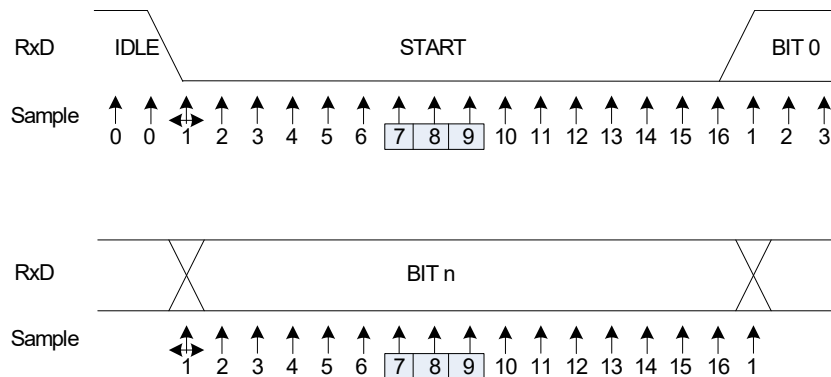 RxD IDLE START BIT 0
Sample
0 0 1 2 3 4 5 6 7 8 9 10 11 12 13 14 15 16 1 2 3
RxD BIT n
Sample
1 2 3 4 5 6 7 8 9 10 11 12 13 14 15 16 1